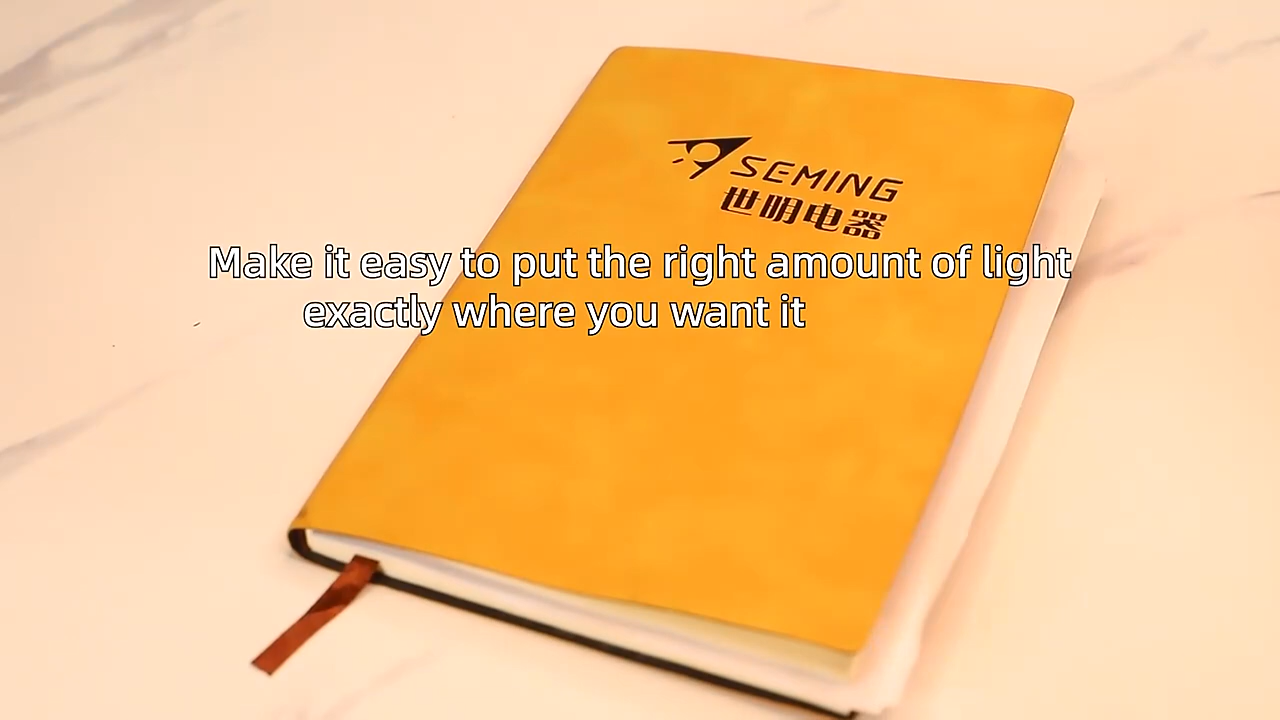 SEMING
世明电器
Make it easy to put the right amount of light
exactly where you want it